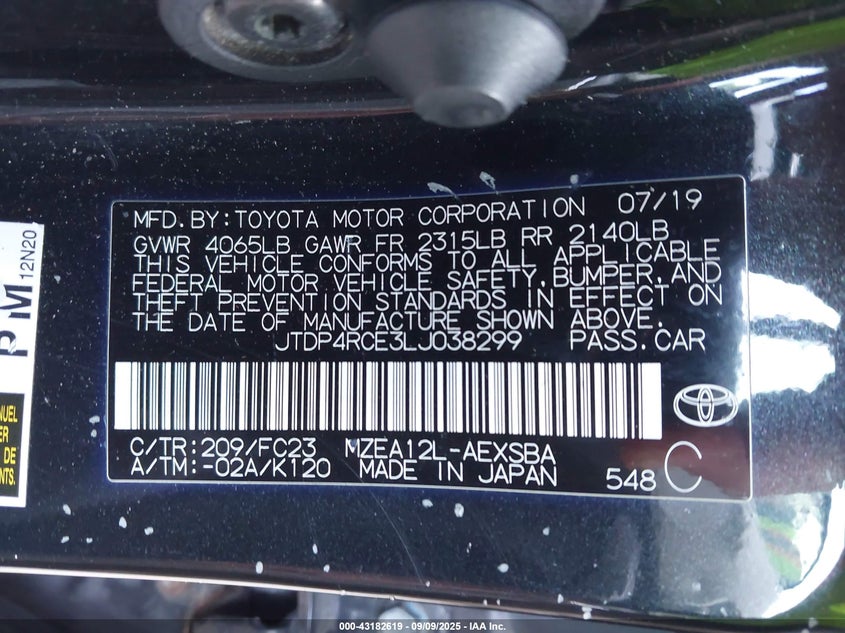 MFD.BY:TOYOTA MOTOR CORPORATION 07/19
GVWR 4065LB GAWR FR 2315LB RR 2140LB
THIS VEHICLE CONFORMS TO ALL APPLICABLE
FEDERAL MOTOR VEHICLE SAFETY,BUMPER,AND
THEFT PREVENTION STANDARDS IN EFFECT ON
THE DATE OF MANUFACTURE SHOWN ABOVE.
JTDP4RCE3LJ038299 PASS.CAR
C/TR:209/FC23 MZEA12L-AEXSBA
A/TM:-02A/K120 MADE IN JAPAN 548 C
PM
12N20
DE
000-43182619 - 09/09/2025 - IAA Inc.